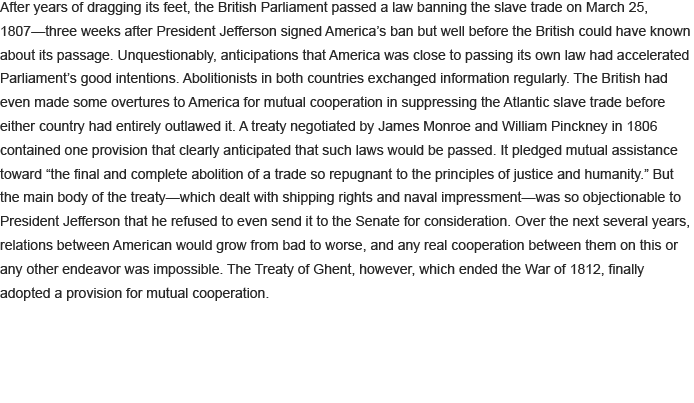 After years of dragging its feet, the British Parliament passed a law banning the slave trade on March 25,
1807—three weeks after President Jefferson signed America's ban but well before the British could have known
about its passage. Unquestionably, anticipations that America was close to passing its own law had accelerated
Parliament's good intentions. Abolitionists in both countries exchanged information regularly. The British had
even made some overtures to America for mutual cooperation in suppressing the Atlantic slave trade before
either country had entirely outlawed it. A treaty negotiated by James Monroe and William Pinckney in 1806
contained one provision that clearly anticipated that such laws would be passed. It pledged mutual assistance
toward “the final and complete abolition of a trade so repugnant to the principles of justice and humanity.” But
the main body of the treaty—which dealt with shipping rights and naval impressment—was so objectionable to
President Jefferson that he refused to even send it to the Senate for consideration. Over the next several years,
relations between American would grow from bad to worse, and any real cooperation between them on this or
any other endeavor was impossible. The Treaty of Ghent, however, which ended the War of 1812, finally
adopted a provision for mutual cooperation.